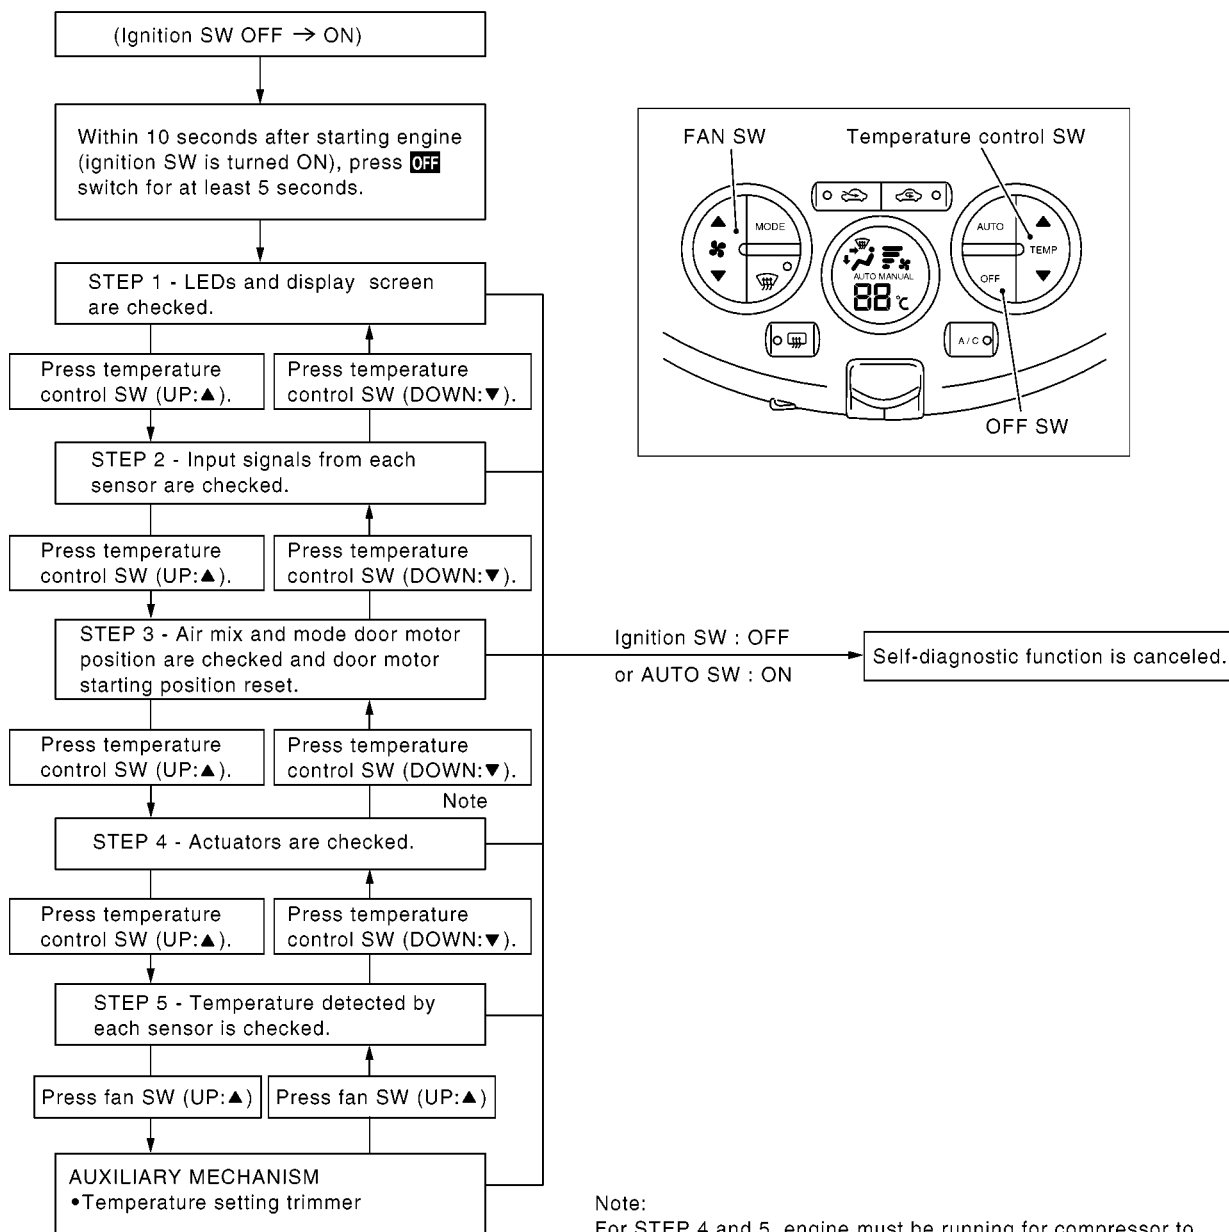 (Ignition SW OFF → ON)
Within 10 seconds after starting engine
(ignition SW is turned ON), press OFF
switch for at least 5 seconds.
STEP 1 - LEDs and display screen
are checked.
Press temperature
control SW (UP:▲).
Press temperature
control SW (DOWN:▼).
STEP 2 - Input signals from each
sensor are checked.
Press temperature
control SW (UP:▲).
Press temperature
control SW (DOWN:▼).
STEP 3 - Air mix and mode door motor
position are checked and door motor
starting position reset.
Press temperature
control SW (UP:▲).
Press temperature
control SW (DOWN:▼).
Note
STEP 4 - Actuators are checked.
Press temperature
control SW (UP:▲).
Press temperature
control SW (DOWN:▼).
STEP 5 - Temperature detected by
each sensor is checked.
Press fan SW (UP:▲)
Press fan SW (UP:▲)
AUXILIARY MECHANISM
•Temperature setting trimmer
FAN SW
Temperature control SW
MODE
AUTO
TEMP
OFF
AUTO MANUAL
88 °C
A/C
OFF SW
Ignition SW : OFF
or AUTO SW : ON
Self-diagnostic function is canceled.
Note:
For STEP 4 and 5, engine must be running for compressor to